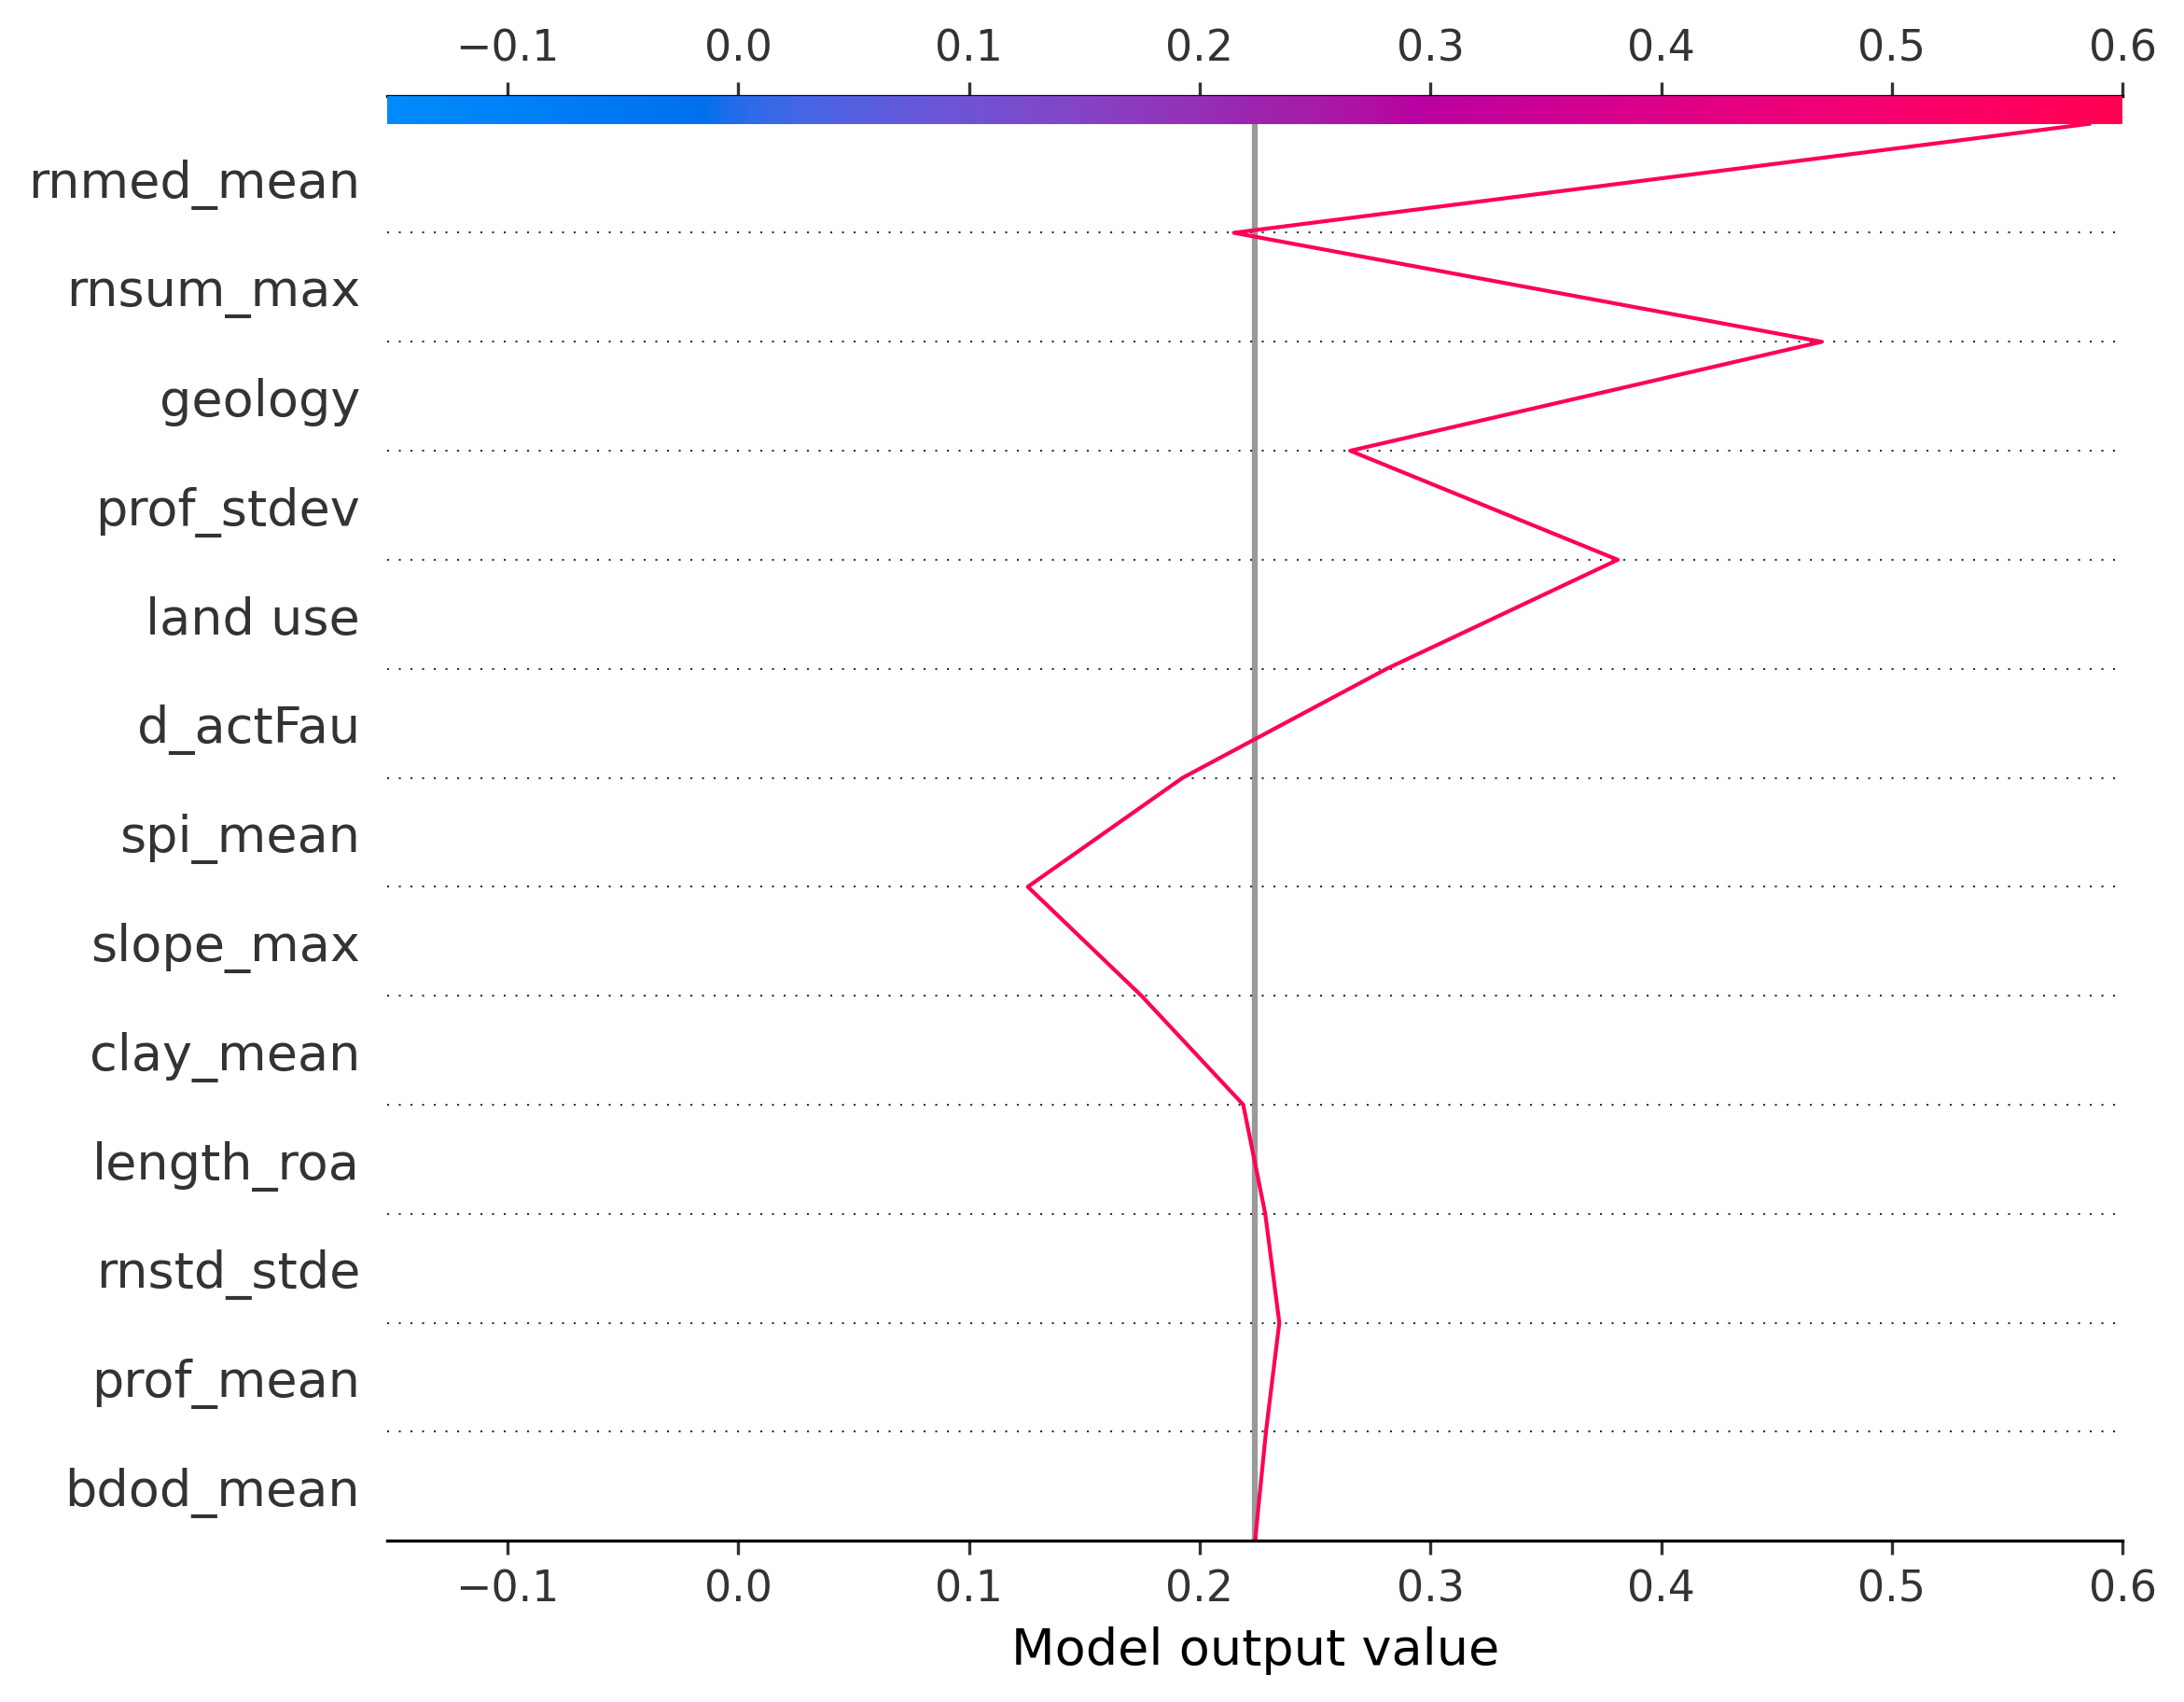 −0.1 0.0 0.1 0.2 0.3 0.4 0.5 0.6
rnmed_mean
rnsum_max
geology
prof_stdev
land use
d_actFau
spi_mean
slope_max
clay_mean
length_roa
rnstd_stde
prof_mean
bdod_mean
−0.1 0.0 0.1 0.2 0.3 0.4 0.5 0.6
Model output value